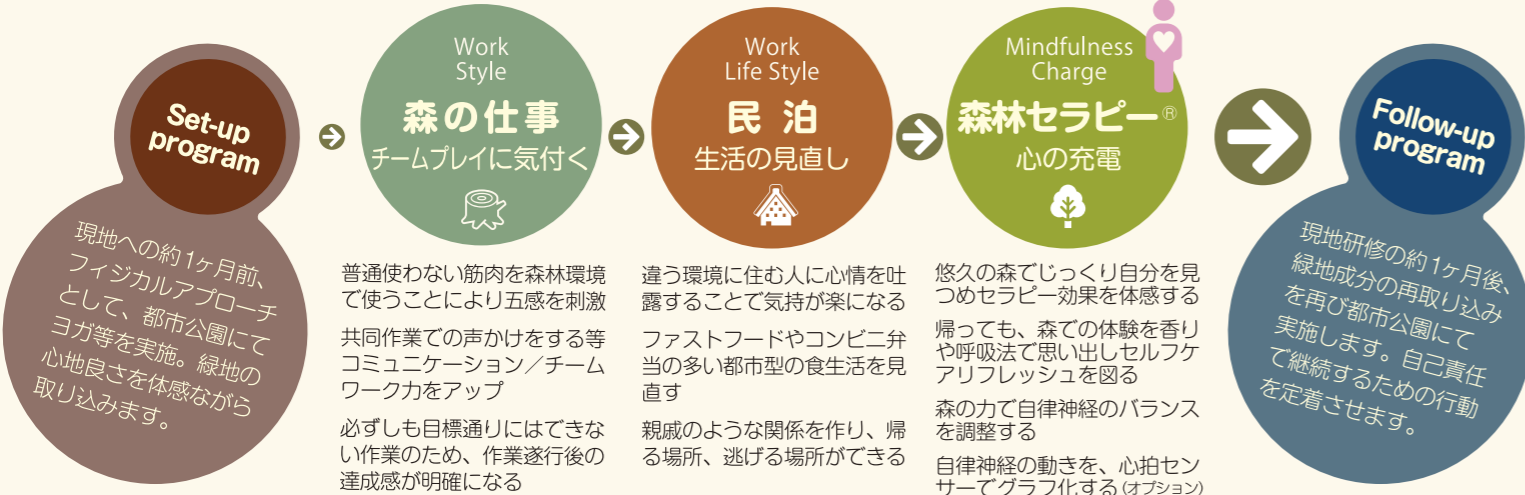 Set-up
program
現地への約1ヶ月前、
フィジカルアプローチ
として、都市公園にて
ヨガ等を実施。緑地の
心地良さを体感ながら
取り込みます。
Work
Style
森の仕事
チームプレイに気付く
普通使わない筋肉を森林環境
で使うことにより五感を刺激
共同作業での声かけをする等
コミュニケーション／チーム
ワーク力をアップ
必ずしも目標通りにはできな
い作業のため、作業遂行後の
達成感が明確になる
Work
Life Style
民 泊
生活の見直し
違う環境に住む人に心情を吐
露することで気持が楽になる
ファストフードやコンビニ弁
当の多い都市型の食生活を見
直す
親戚のような関係を作り、帰
る場所、逃げる場所ができる
Mindfulness
Charge
森林セラピー®
心の充電
悠久の森でじっくり自分を見
つめセラピー効果を体感する
帰っても、森での体験を香り
や呼吸法で思い出しセルフケ
アリフレッシュを図る
森の力で自律神経のバランス
を調整する
自律神経の動きを、心拍セン
サーでグラフ化する(オプション)
Follow-up
program
現地研修の約1ヶ月後、
緑地成分の再取り込み
を再び都市公園にて
実施します。自己責任
で継続するための行動
を定着させます。